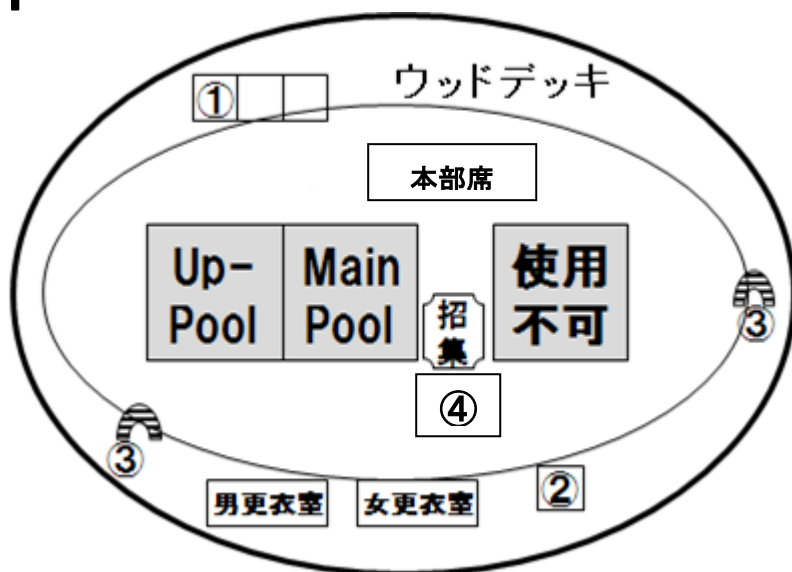 ウッドデッキ
①
本部席
Up-
Pool
Main
Pool
招
集
使用
不可
③
④
③
②
男更衣室
女更衣室